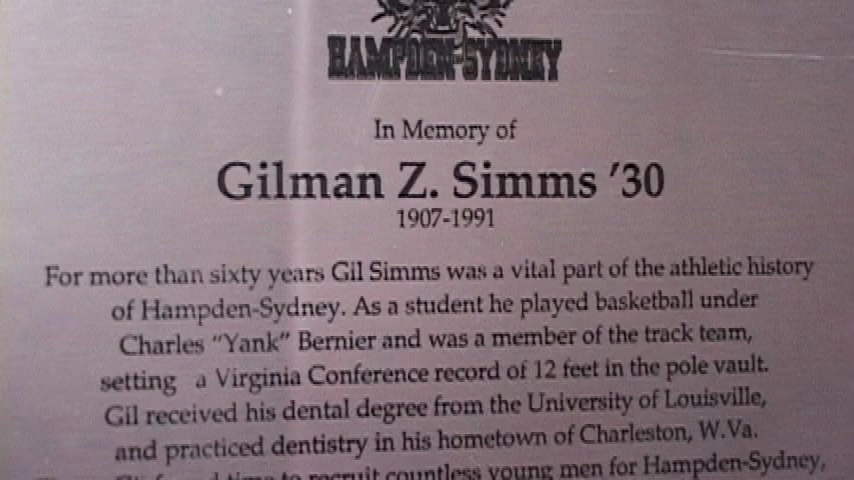 HAMPDEN-SYDNEY
In Memory of
Gilman Z. Simms '30
1907-1991
For more than sixty years Gil Simms was a vital part of the athletic history
of Hampden-Sydney. As a student he played basketball under
Charles "Yank" Bernier and was a member of the track team,
setting a Virginia Conference record of 12 feet in the pole vault.
Gil received his dental degree from the University of Louisville,
and practiced dentistry in his hometown of Charleston, W.Va.
time to recruit countless young men for Hampden-Sydney,